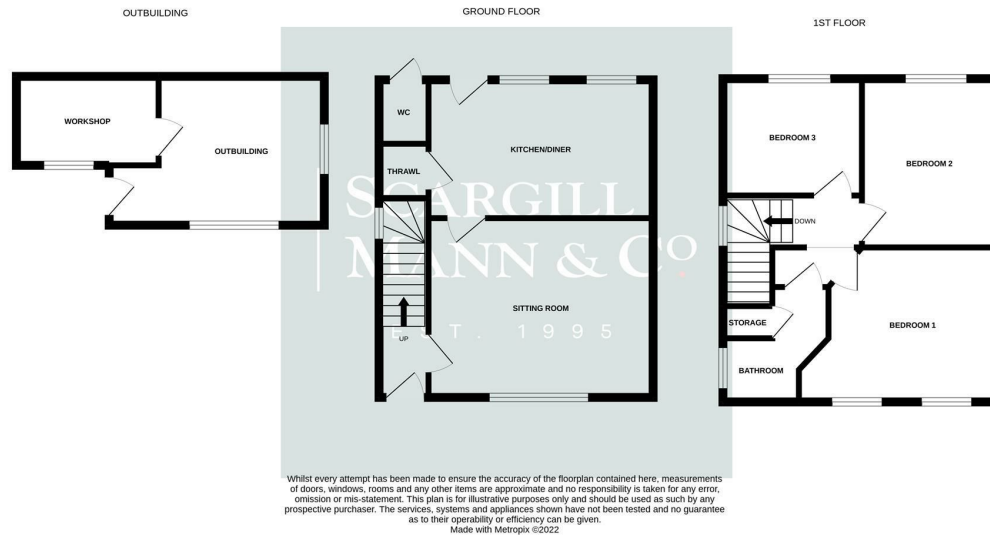 OUTBUILDING
GROUND FLOOR
1ST FLOOR
WORKSHOP
OUTBUILDING
WC
KITCHEN/DINER
THRAWL
SITTING ROOM
UP
BEDROOM 3
BEDROOM 2
DOWN
BEDROOM 1
STORAGE
BATHROOM
SCARGILL
MANN & CO
EST. 1995
Whilst every attempt has been made to ensure the accuracy of the floorplan contained here, measurements
of doors, windows, rooms and any other items are approximate and no responsibility is taken for any error,
omission or mis-statement. This plan is for illustrative purposes only and should be used as such by any
prospective purchaser. The services, systems and appliances shown have not been tested and no guarantee
as to their operability or efficiency can be given.
Made with Metropix ©2022